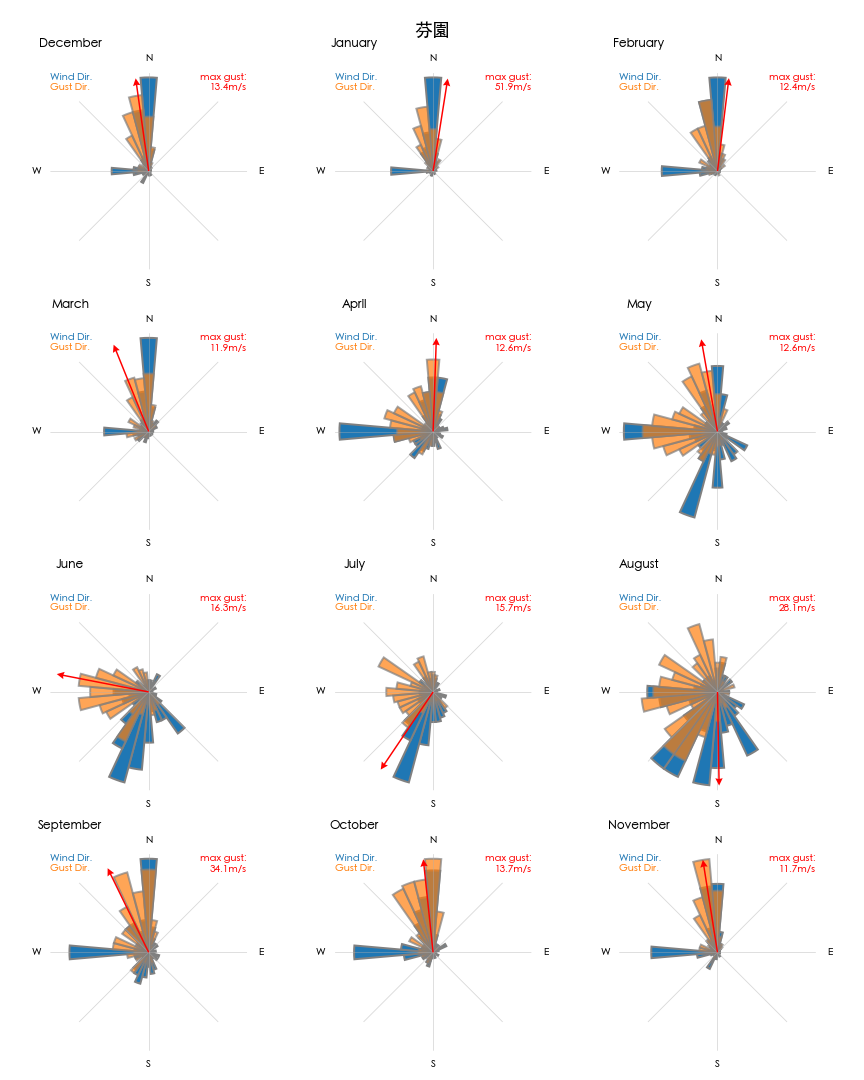 芬園
December
N
Wind Dir.
Gust Dir.
max gust:
13.4m/s
W
E
S
January
N
Wind Dir.
Gust Dir.
max gust:
51.9m/s
W
E
S
February
N
Wind Dir.
Gust Dir.
max gust:
12.4m/s
W
E
S
March
N
Wind Dir.
Gust Dir.
max gust:
11.9m/s
W
E
S
April
N
Wind Dir.
Gust Dir.
max gust:
12.6m/s
W
E
S
May
N
Wind Dir.
Gust Dir.
max gust:
12.6m/s
W
E
S
June
N
Wind Dir.
Gust Dir.
max gust:
16.3m/s
W
E
S
July
N
Wind Dir.
Gust Dir.
max gust:
15.7m/s
W
E
S
August
N
Wind Dir.
Gust Dir.
max gust:
28.1m/s
W
E
S
September
N
Wind Dir.
Gust Dir.
max gust:
34.1m/s
W
E
S
October
N
Wind Dir.
Gust Dir.
max gust:
13.7m/s
W
E
S
November
N
Wind Dir.
Gust Dir.
max gust:
11.7m/s
W
E
S